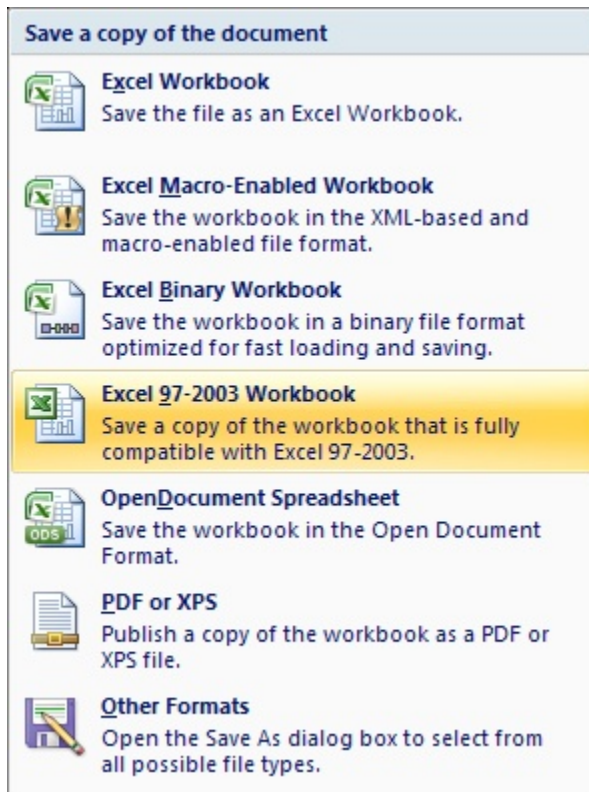 Save a copy of the document
Excel Workbook
Save the file as an Excel Workbook.
Excel Macro-Enabled Workbook
Save the workbook in the XML-based and
macro-enabled file format.
Excel Binary Workbook
Save the workbook in a binary file format
optimized for fast loading and saving.
Excel 97-2003 Workbook
Save a copy of the workbook that is fully
compatible with Excel 97-2003.
OpenDocument Spreadsheet
Save the workbook in the Open Document
ODS
Format.
PDF or XPS
Publish a copy of the workbook as a PDF or
XPS file.
Other Formats
Open the Save As dialog box to select from
all possible file types.